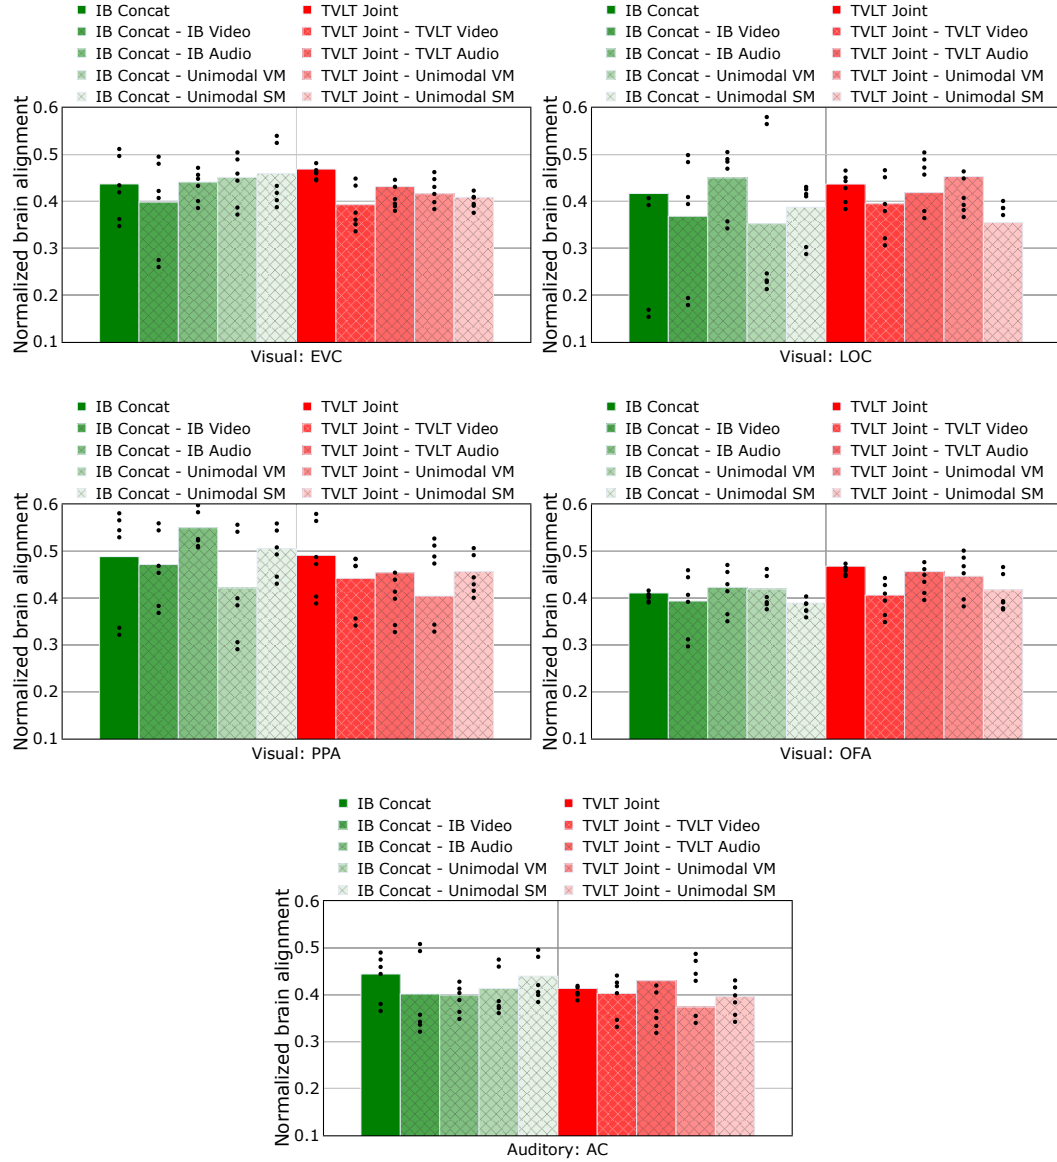 IB Concat
IB Concat - IB Video
IB Concat - IB Audio
IB Concat - Unimodal VM
IB Concat - Unimodal SM
TVLT Joint
TVLT Joint - TVLT Video
TVLT Joint - TVLT Audio
TVLT Joint - Unimodal VM
TVLT Joint - Unimodal SM
Normalized brain alignment
0.6
0.5
0.4
0.3
0.2
0.1
Visual: EVC
IB Concat
IB Concat - IB Video
IB Concat - IB Audio
IB Concat - Unimodal VM
IB Concat - Unimodal SM
TVLT Joint
TVLT Joint - TVLT Video
TVLT Joint - TVLT Audio
TVLT Joint - Unimodal VM
TVLT Joint - Unimodal SM
Normalized brain alignment
0.6
0.5
0.4
0.3
0.2
0.1
Visual: LOC
IB Concat
IB Concat - IB Video
IB Concat - IB Audio
IB Concat - Unimodal VM
IB Concat - Unimodal SM
TVLT Joint
TVLT Joint - TVLT Video
TVLT Joint - TVLT Audio
TVLT Joint - Unimodal VM
TVLT Joint - Unimodal SM
Normalized brain alignment
0.6
0.5
0.4
0.3
0.2
0.1
Visual: PPA
IB Concat
IB Concat - IB Video
IB Concat - IB Audio
IB Concat - Unimodal VM
IB Concat - Unimodal SM
TVLT Joint
TVLT Joint - TVLT Video
TVLT Joint - TVLT Audio
TVLT Joint - Unimodal VM
TVLT Joint - Unimodal SM
Normalized brain alignment
0.6
0.5
0.4
0.3
0.2
0.1
Visual: OFA
IB Concat
IB Concat - IB Video
IB Concat - IB Audio
IB Concat - Unimodal VM
IB Concat - Unimodal SM
TVLT Joint
TVLT Joint - TVLT Video
TVLT Joint - TVLT Audio
TVLT Joint - Unimodal VM
TVLT Joint - Unimodal SM
Normalized brain alignment
0.6
0.5
0.4
0.3
0.2
0.1
Auditory: AC